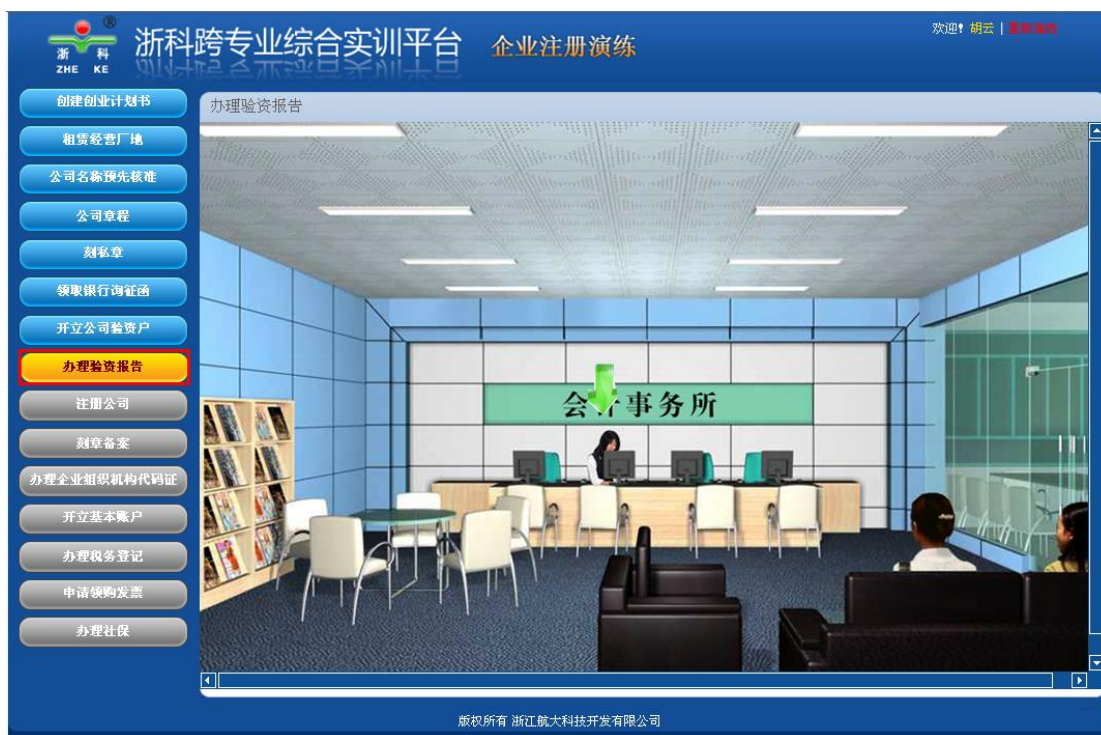 浙科
ZHE KE
®
浙科跨专业综合实训平台
企业注册演练
欢迎! 胡云 | 重新演练
创建创业计划书
租赁经营厂地
公司名称预先核准
公司章程
刻私章
领取银行询征函
开立公司验资户
办理验资报告
注册公司
刻章备案
办理企业组织机构代码证
开立基本账户
办理税务登记
申请领购发票
办理社保
办理验资报告
会计事务所
版权所有 浙江航大科技开发有限公司